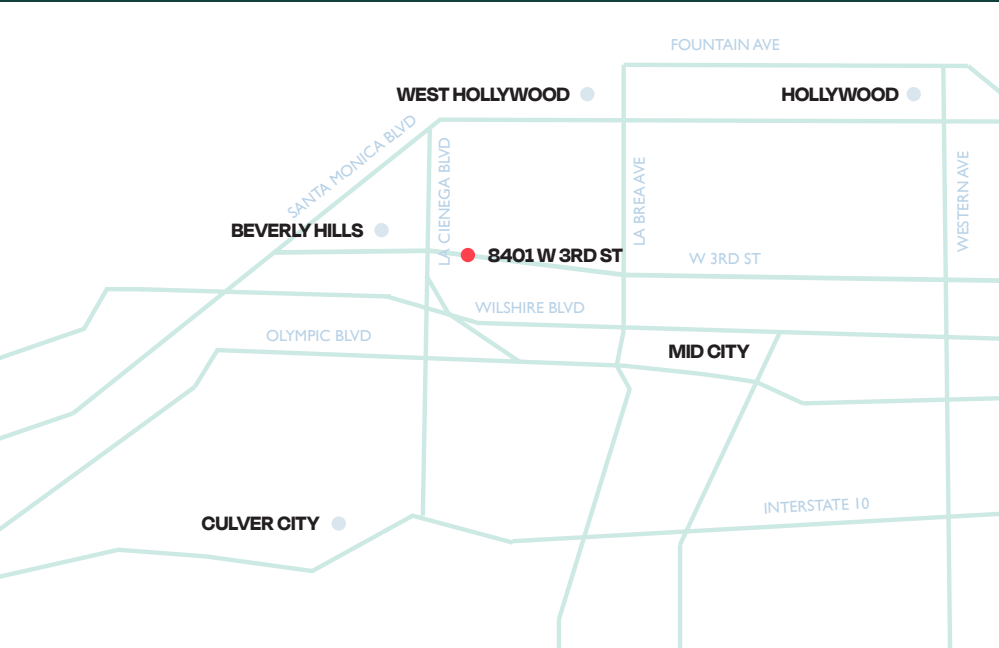 FOUNTAIN AVE
WEST HOLLYWOOD
HOLLYWOOD
SANTA MONICA BLVD
LA CIENEGA BLVD
LA BREA AVE
WESTERN AVE
BEVERLY HILLS
8401 W 3RD ST
W 3RD ST
WILSHIRE BLVD
OLYMPIC BLVD
MID CITY
INTERSTATE 10
CULVER CITY